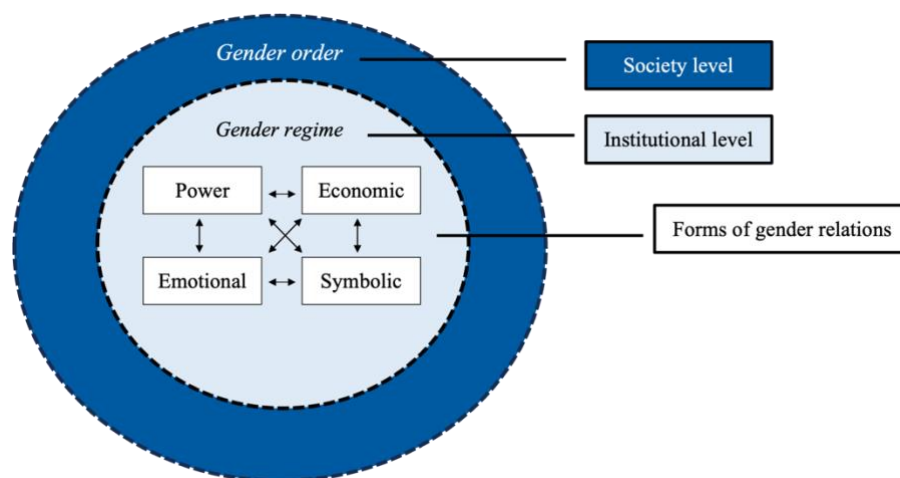 Gender order
Society level
Gender regime
Institutional level
Power
Economic
Forms of gender relations
Emotional
Symbolic